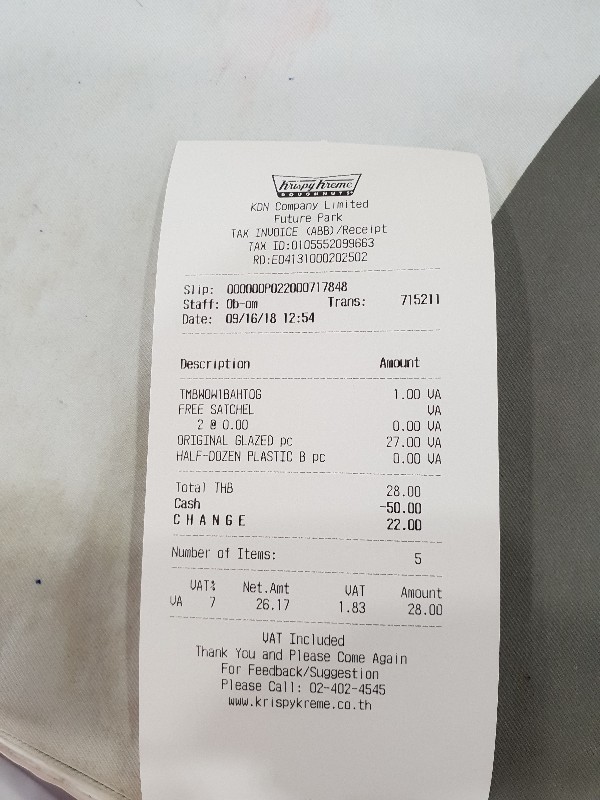 Krispy Kreme
DOUGHNUTS
KDN Company Limited
Future Park
TAX INVOICE (ABB)/Receipt
TAX ID:0105552099663
RD:E04131000202502
Slip: 000000P022000717848
Staff: Ob-om Trans: 715211
Date: 09/16/18 12:54
Description Amount
TMBWOW1BAHTOG 1.00 VA
FREE SATCHEL VA
2 @ 0.00 0.00 VA
ORIGINAL GLAZED pc 27.00 VA
HALF-DOZEN PLASTIC B pc 0.00 VA
Total THB 28.00
Cash -50.00
C H A N G E 22.00
Number of Items: 5
VAT% Net.Amt VAT Amount
VA 7 26.17 1.83 28.00
VAT Included
Thank You and Please Come Again
For Feedback/Suggestion
Please Call: 02-402-4545
www.krispykreme.co.th